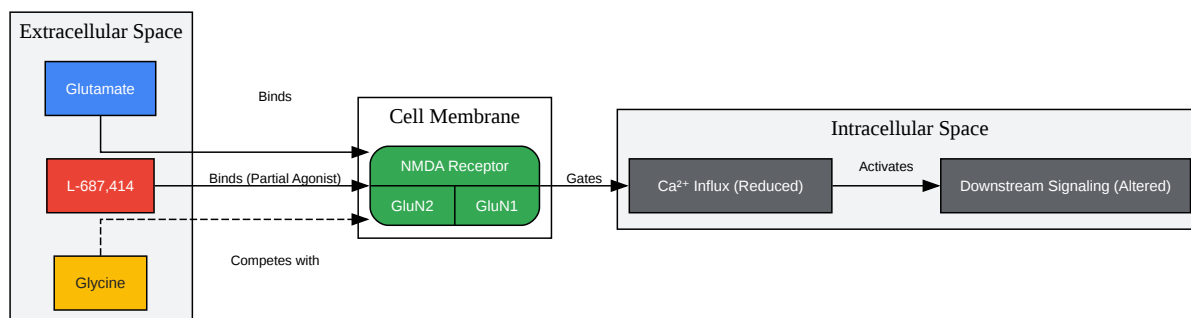 Extracellular Space
Glutamate
L-687,414
Glycine
Binds
Binds (Partial Agonist)
Competes with
Cell Membrane
NMDA Receptor
GluN2
GluN1
Gates
Intracellular Space
Ca²⁺ Influx (Reduced)
Activates
Downstream Signaling (Altered)